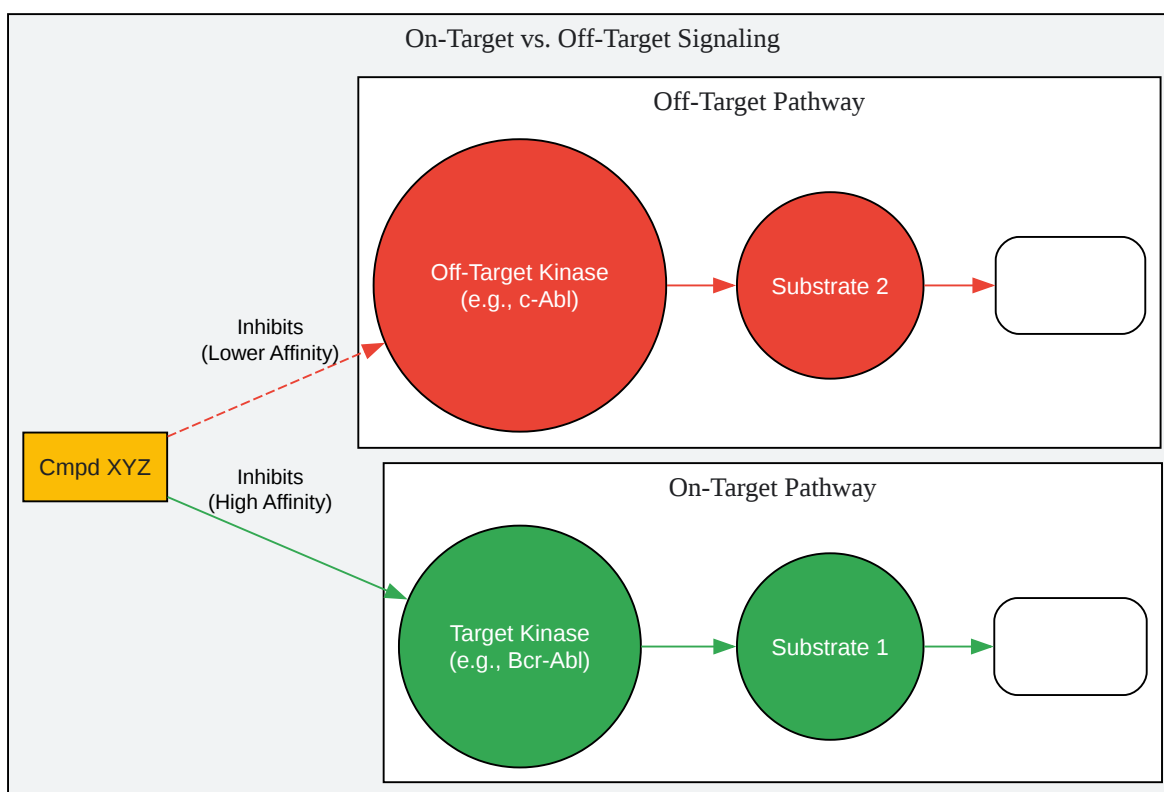 On-Target vs. Off-Target Signaling
Off-Target Pathway
Off-Target Kinase
(e.g., c-Abl)
Substrate 2
Inhibits
(Lower Affinity)
Cmpd XYZ
Inhibits
(High Affinity)
On-Target Pathway
Target Kinase
(e.g., Bcr-Abl)
Substrate 1